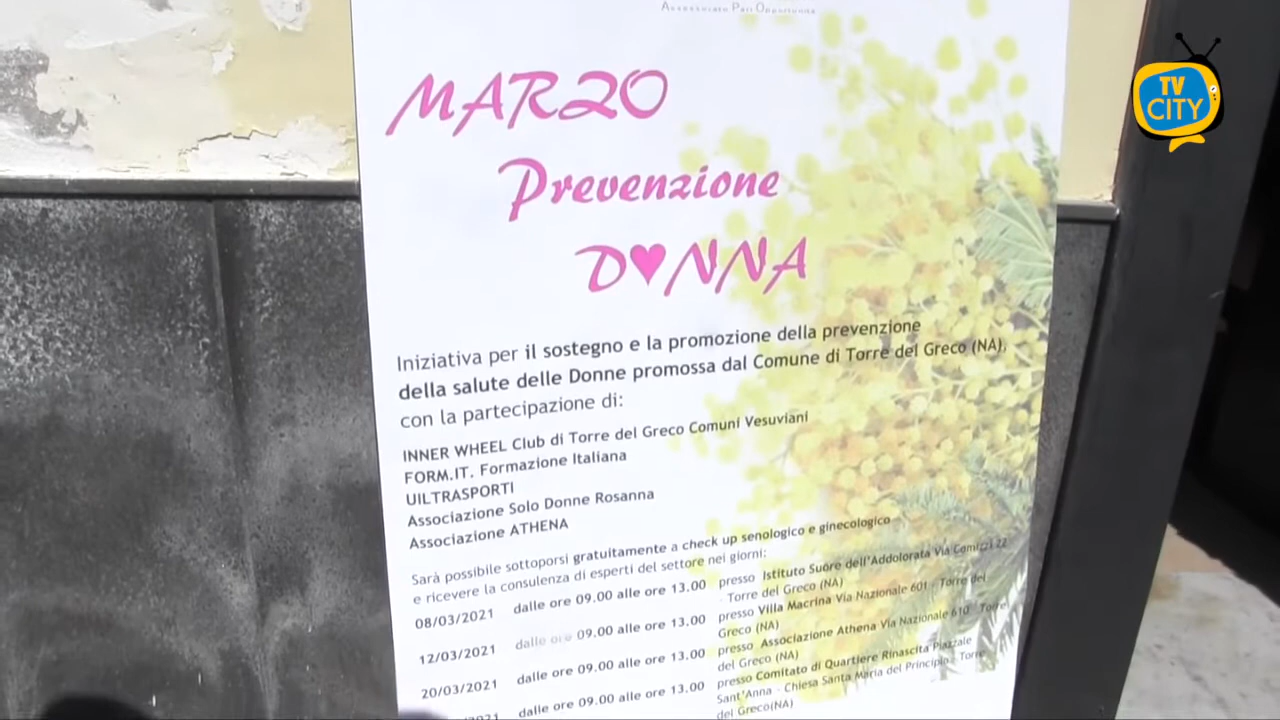 Assessorato Pari Opportunità
TV
CITY
MARZO
Prevenzione
DONNA
Iniziativa per il sostegno e la promozione della prevenzione
della salute delle Donne promossa dal Comune di Torre del Greco (NA),
con la partecipazione di:
INNER WHEEL Club di Torre del Greco Comuni Vesuviani
FORM.IT. Formazione Italiana
UILTRASPORTI
Associazione Solo Donne Rosanna
Associazione ATHENA
Sarà possibile sottoporsi gratuitamente a check up senologico e ginecologico
e ricevere la consulenza di esperti del settore nei giorni:
08/03/2021 dalle ore 09.00 alle ore 13.00 presso Istituto Suore dell'Addolorata Via Comizzi 22
- Torre del Greco (NA)
12/03/2021 dalle ore 09.00 alle ore 13.00 presso Villa Macrina Via Nazionale 601 - Torre del
Greco (NA)
20/03/2021 dalle ore 09.00 alle ore 13.00 presso Associazione Athena Via Nazionale 610 - Torre
del Greco (NA)
dalle ore 09.00 alle ore 13.00 presso Comitato di Quartiere Rinascita Piazzale
Sant'Anna - Chiesa Santa Maria del Principio - Torre
del Greco(NA)